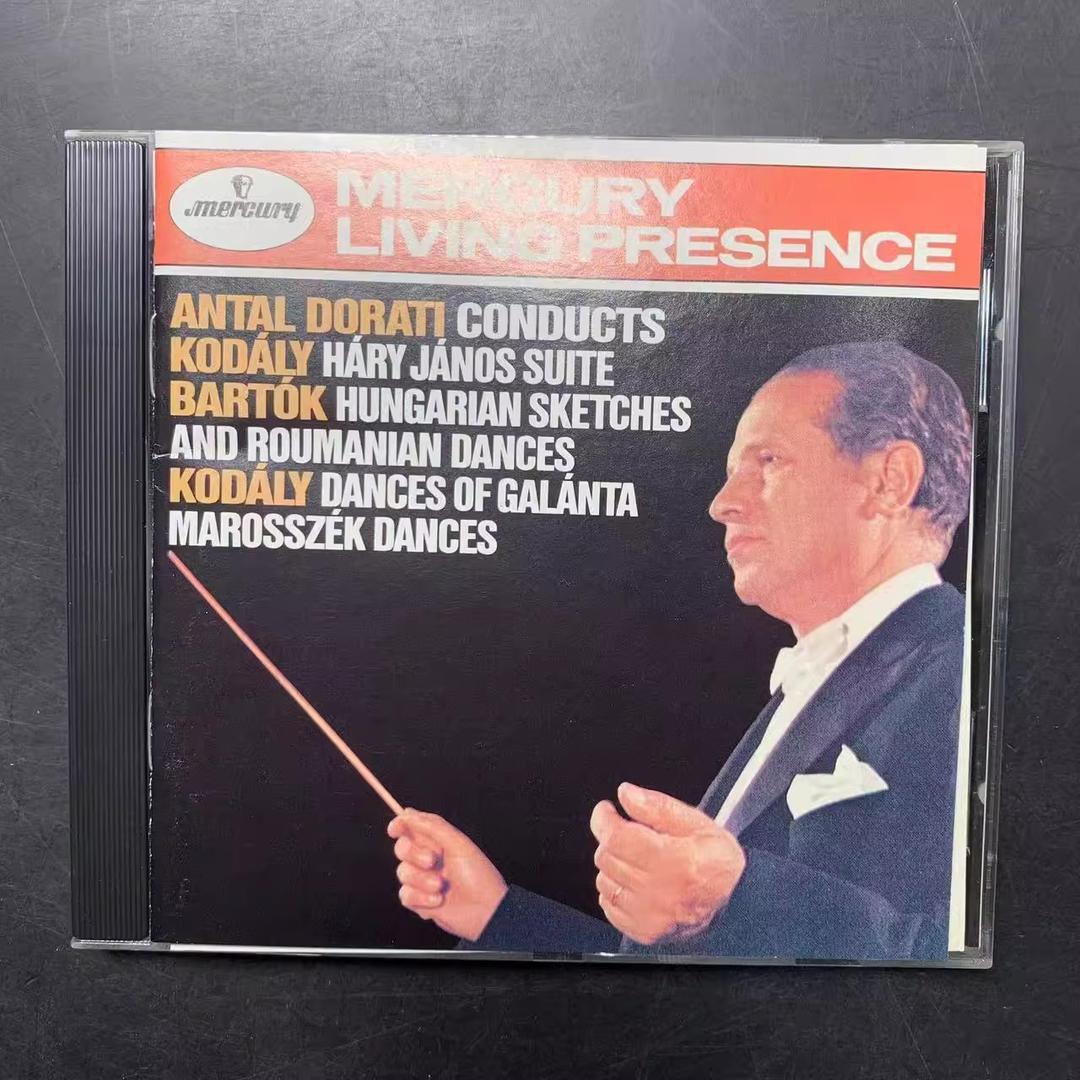 mercury
MERCURY
LIVING PRESENCE
ANTAL DORATI CONDUCTS
KODÁLY HÁRY JÁNOS SUITE
BARTÓK HUNGARIAN SKETCHES
AND ROUMANIAN DANCES
KODÁLY DANCES OF GALÁNTA
MAROSSZÉK DANCES